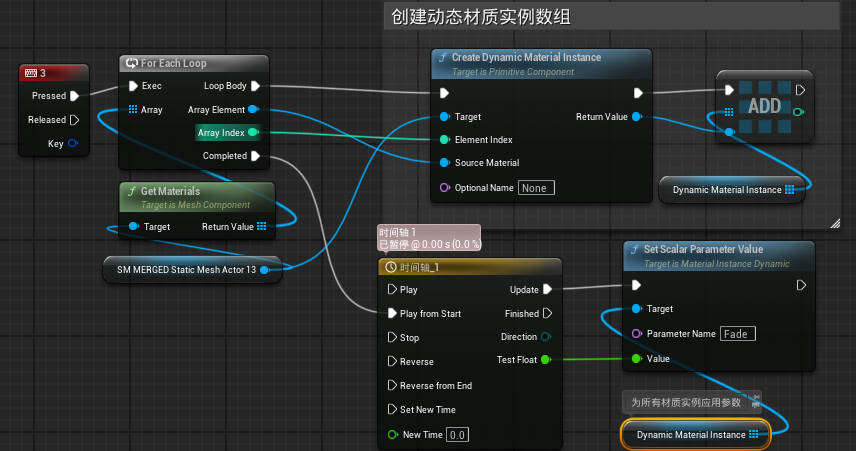 创建动态材质实例数组
3
Pressed
Released
Key
For Each Loop
Exec
Loop Body
Array
Array Element
Array Index
Completed
Get Materials
Target is Mesh Component
Target
Return Value
SM MERGED Static Mesh Actor 13
Create Dynamic Material Instance
Target is Primitive Component
Target
Return Value
Element Index
Source Material
Optional Name
None
ADD
Dynamic Material Instance
时间轴 1
已暂停 @ 0.00 s (0.0 %)
时间轴_1
Play
Update
Play from Start
Finished
Stop
Direction
Reverse
Test Float
Reverse from End
Set New Time
New Time
0.0
Set Scalar Parameter Value
Target is Material Instance Dynamic
Target
Parameter Name
Fade
Value
为所有材质实例应用参数
Dynamic Material Instance